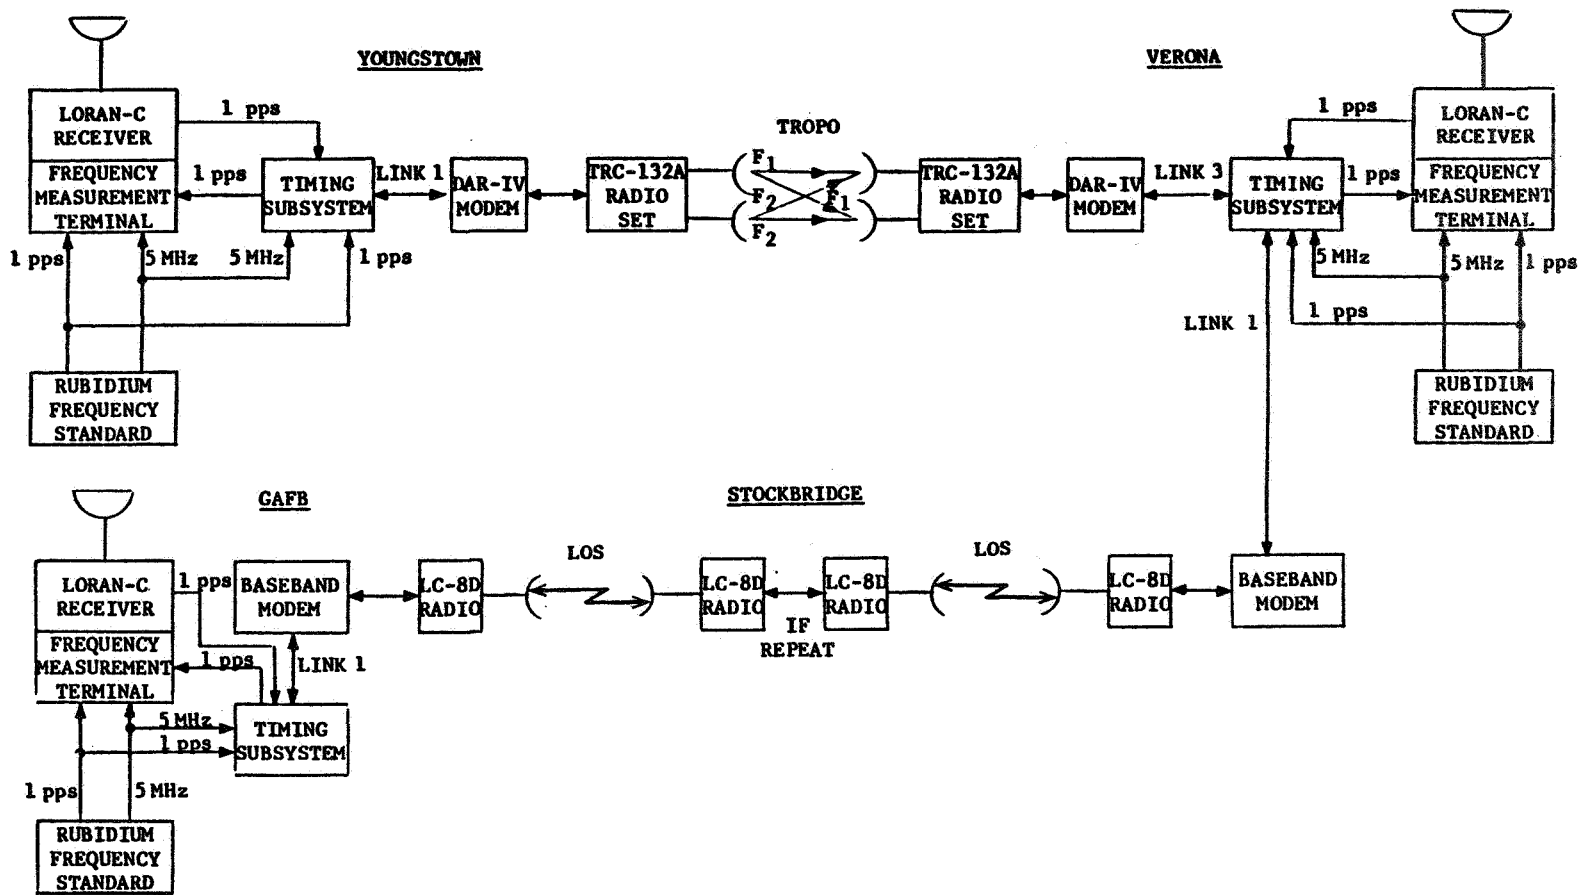 YOUNGSTOWN
LORAN-C
RECEIVER
FREQUENCY
MEASUREMENT
TERMINAL
1 pps
1 pps
TIMING
SUBSYSTEM
LINK 1
DAR-IV
MODEM
TRC-132A
RADIO
SET
1 pps
5 MHz
5 MHz
1 pps
RUBIDIUM
FREQUENCY
STANDARD
TROPO
F1
F2
F1
F2
VERONA
TRC-132A
RADIO
SET
DAR-IV
MODEM
LINK 3
TIMING
SUBSYSTEM
1 pps
1 pps
LORAN-C
RECEIVER
FREQUENCY
MEASUREMENT
TERMINAL
5 MHz
5 MHz
1 pps
1 pps
LINK 1
RUBIDIUM
FREQUENCY
STANDARD
GAFB
LORAN-C
RECEIVER
FREQUENCY
MEASUREMENT
TERMINAL
1 pps
BASEBAND
MODEM
1 pps
LINK 1
TIMING
SUBSYSTEM
5 MHz
1 pps
1 pps
5 MHz
RUBIDIUM
FREQUENCY
STANDARD
LC-8D
RADIO
LOS
STOCKBRIDGE
LC-8D
RADIO
IF
REPEAT
LC-8D
RADIO
LOS
LC-8D
RADIO
BASEBAND
MODEM